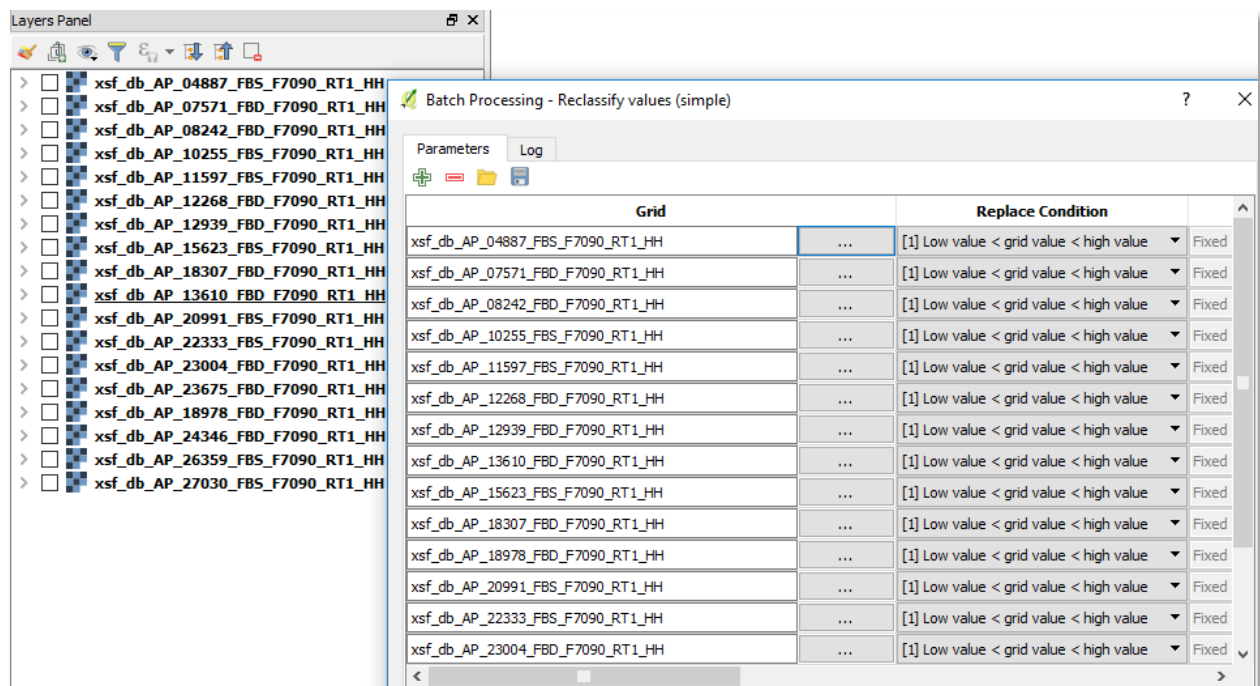 Layers Panel
xsf_db_AP_04887_FBS_F7090_RT1_HH
xsf_db_AP_07571_FBD_F7090_RT1_HH
xsf_db_AP_08242_FBD_F7090_RT1_HH
xsf_db_AP_10255_FBS_F7090_RT1_HH
xsf_db_AP_11597_FBS_F7090_RT1_HH
xsf_db_AP_12268_FBS_F7090_RT1_HH
xsf_db_AP_12939_FBD_F7090_RT1_HH
xsf_db_AP_15623_FBS_F7090_RT1_HH
xsf_db_AP_18307_FBD_F7090_RT1_HH
xsf_db_AP_13610_FBD_F7090_RT1_HH
xsf_db_AP_20991_FBD_F7090_RT1_HH
xsf_db_AP_22333_FBS_F7090_RT1_HH
xsf_db_AP_23004_FBD_F7090_RT1_HH
xsf_db_AP_23675_FBD_F7090_RT1_HH
xsf_db_AP_18978_FBD_F7090_RT1_HH
xsf_db_AP_24346_FBD_F7090_RT1_HH
xsf_db_AP_26359_FBS_F7090_RT1_HH
xsf_db_AP_27030_FBS_F7090_RT1_HH
Batch Processing - Reclassify values (simple) ?
Parameters Log
Grid Replace Condition
xsf_db_AP_04887_FBS_F7090_RT1_HH ... [1] Low value < grid value < high value Fixed
xsf_db_AP_07571_FBD_F7090_RT1_HH ... [1] Low value < grid value < high value Fixed
xsf_db_AP_08242_FBD_F7090_RT1_HH ... [1] Low value < grid value < high value Fixed
xsf_db_AP_10255_FBS_F7090_RT1_HH ... [1] Low value < grid value < high value Fixed
xsf_db_AP_11597_FBS_F7090_RT1_HH ... [1] Low value < grid value < high value Fixed
xsf_db_AP_12268_FBS_F7090_RT1_HH ... [1] Low value < grid value < high value Fixed
xsf_db_AP_12939_FBD_F7090_RT1_HH ... [1] Low value < grid value < high value Fixed
xsf_db_AP_13610_FBD_F7090_RT1_HH ... [1] Low value < grid value < high value Fixed
xsf_db_AP_15623_FBS_F7090_RT1_HH ... [1] Low value < grid value < high value Fixed
xsf_db_AP_18307_FBD_F7090_RT1_HH ... [1] Low value < grid value < high value Fixed
xsf_db_AP_18978_FBD_F7090_RT1_HH ... [1] Low value < grid value < high value Fixed
xsf_db_AP_20991_FBD_F7090_RT1_HH ... [1] Low value < grid value < high value Fixed
xsf_db_AP_22333_FBD_F7090_RT1_HH ... [1] Low value < grid value < high value Fixed
xsf_db_AP_23004_FBD_F7090_RT1_HH ... [1] Low value < grid value < high value Fixed